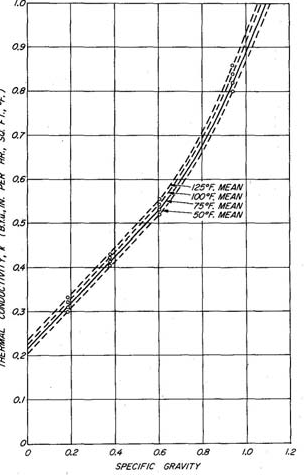 1.0
0.9
0.8
0.7
0.6
0.5
0.4
0.3
0.2
0.1
0
THERMAL CONDUCTIVITY, k (B.t.u., IN. PER HR., SQ. FT., °F.)
125°F. MEAN
100°F. MEAN
75°F. MEAN
50°F. MEAN
0 0.2 0.4 0.6 0.8 1.0 1.2
SPECIFIC GRAVITY